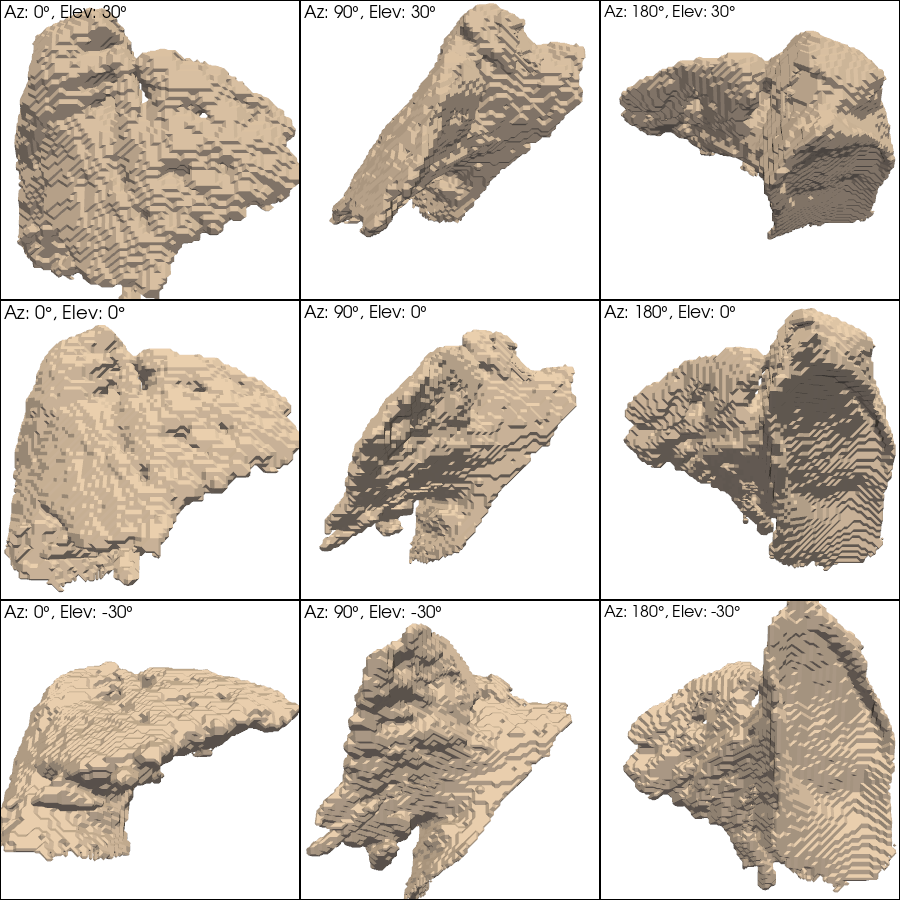 Az: 0°, Elev: 30°
Az: 90°, Elev: 30°
Az: 180°, Elev: 30°
Az: 0°, Elev: 0°
Az: 90°, Elev: 0°
Az: 180°, Elev: 0°
Az: 0°, Elev: -30°
Az: 90°, Elev: -30°
Az: 180°, Elev: -30°